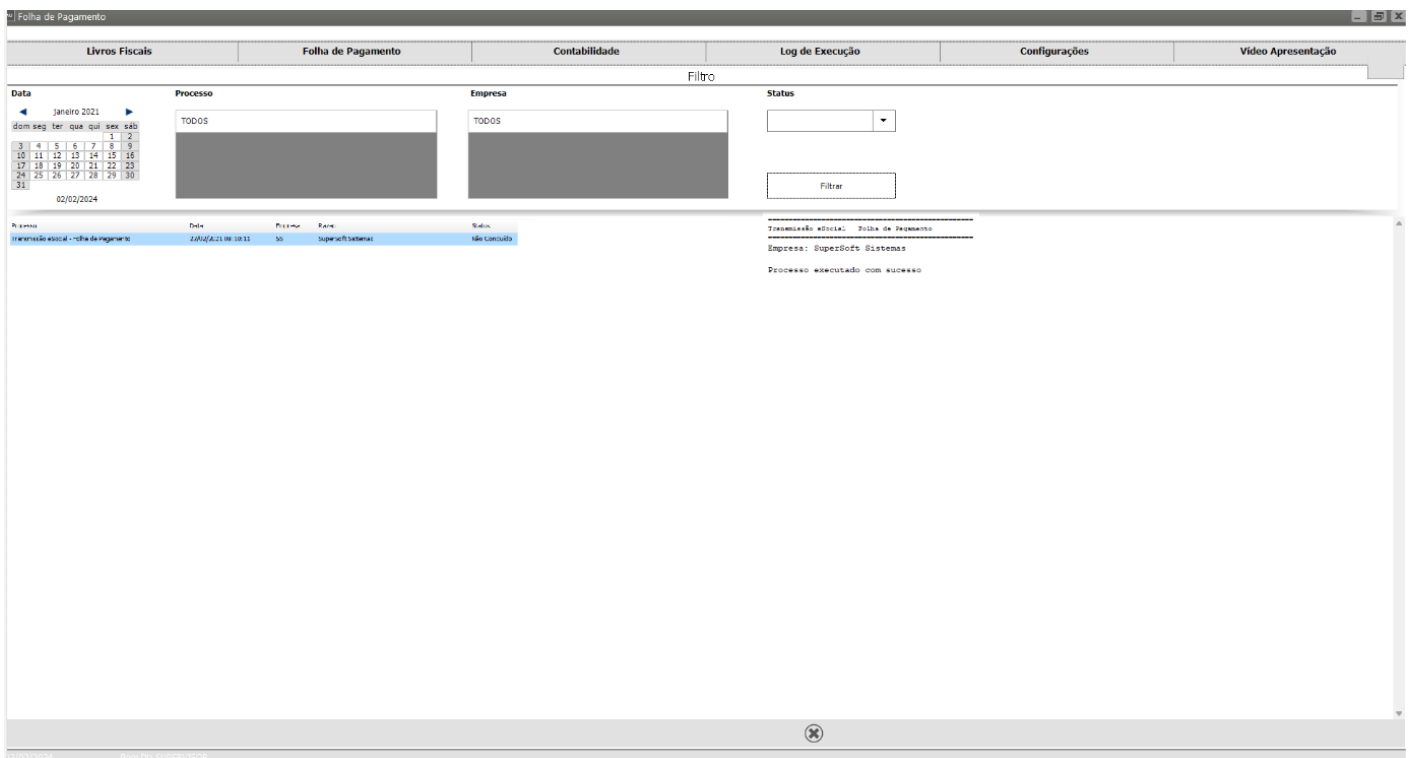 Folha de Pagamento
Livros Fiscais Folha de Pagamento Contabilidade Log de Execução Configurações Vídeo Apresentação
Filtro
Data Processo Empresa Status
janeiro 2021
TODOS TODOS
dom seg ter qua qui sex sáb
1 2
3 4 5 6 7 8 9
10 11 12 13 14 15 16
17 18 19 20 21 22 23
24 25 26 27 28 29 30
31
Filtrar
02/02/2024
Processo Data Empresa Razao Status
Transmissão eSocial - Folha de Pagamento SuperSoft Sistemas Não Concluído
Transmissão eSocial Folha de Pagamento
Empresa: SuperSoft Sistemas
Processo executado com sucesso